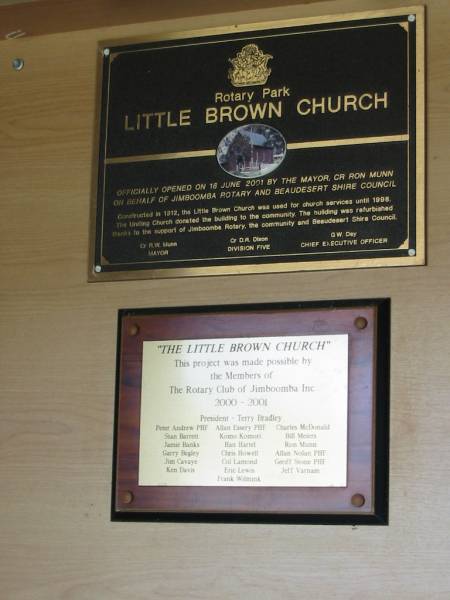 Rotary Park
LITTLE BROWN CHURCH
OFFICIALLY OPENED ON 16 JUNE 2001 BY THE MAYOR, CR RON MUNN
ON BEHALF OF JIMBOOMBA ROTARY AND BEAUDESERT SHIRE COUNCIL
Constructed in 1912, the Little Brown Church was used for church services until 1998.
The Uniting Church donated the building to the community. The building was refurbished
thanks to the support of Jimboomba Rotary, the community and Beaudesert Shire Council.
Cr R.W. Munn Cr D.R. Dixon G.W. Day
MAYOR DIVISION FIVE CHIEF EXECUTIVE OFFICER
"THE LITTLE BROWN CHURCH"
This project was made possible by
the Members of
The Rotary Club of Jimboomba Inc
2000 - 2001
President - Terry Bradley
Peter Andrew PHF Allan Essery PHF Charles McDonald
Stan Barrett Komo Komori Bill Meiers
Jamie Banks Bart Bartel Ron Munn
Garry Begley Chris Howell Allan Nolan PHF
Jim Cavaye Col Lamond Geoff Stone PHF
Ken Davis Eric Lewis Jeff Varnam
Frank Wilmink